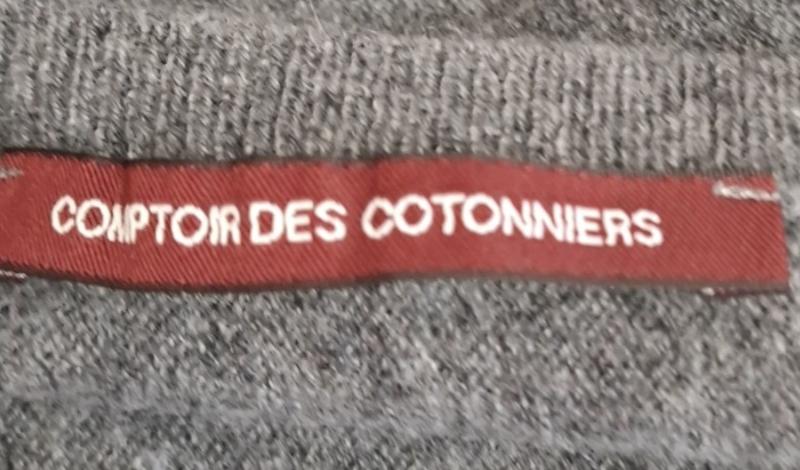 COMPTOIR DES COTONNIERS